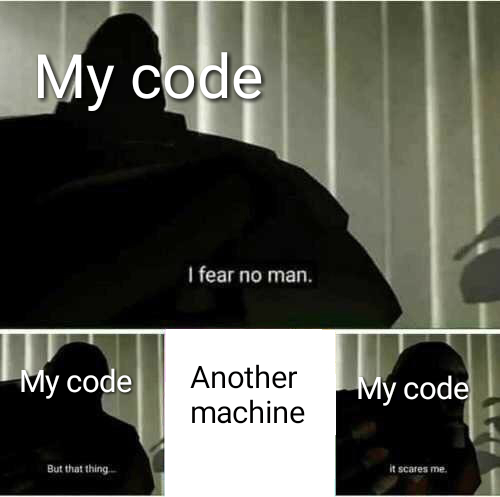 My code
I fear no man.
My code
But that thing...
Another
machine
My code
it scares me.